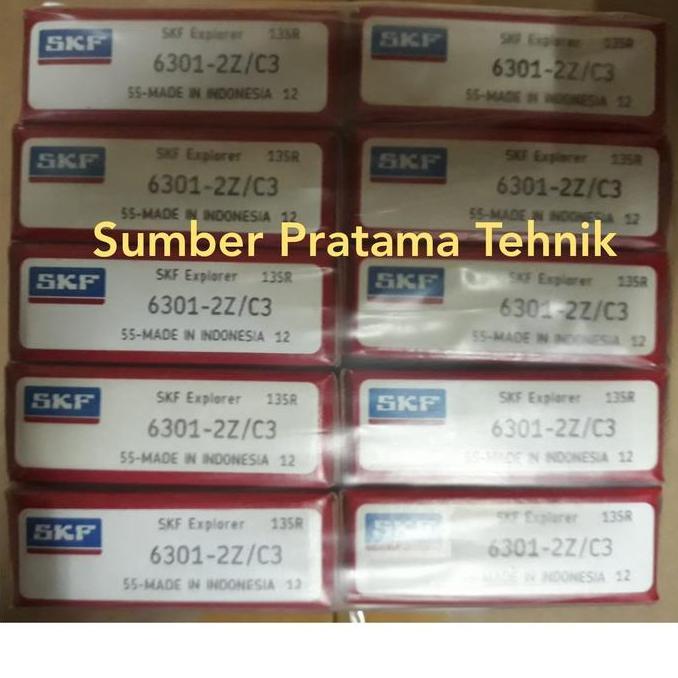 SKF SKF Explorer 135R
6301-2Z/C3
55-MADE IN INDONESIA 12
SKF SKF Explorer 135R
6301-2Z/C3
55-MADE IN INDONESIA 12
SKF SKF Explorer 135R
6301-2Z/C3
55-MADE IN INDONESIA 12
SKF SKF Explorer 135R
6301-2Z/C3
55-MADE IN INDONESIA 12
Sumber Pratama Tehnik
SKF SKF Explorer 135R
6301-2Z/C3
55-MADE IN INDONESIA 12
SKF SKF Explorer 135R
6301-2Z/C3
55-MADE IN INDONESIA 12
SKF SKF Explorer 135R
6301-2Z/C3
55-MADE IN INDONESIA 12
SKF SKF Explorer 135R
6301-2Z/C3
55-MADE IN INDONESIA 12
SKF SKF Explorer 135R
6301-2Z/C3
55-MADE IN INDONESIA 12
SKF SKF Explorer 135R
6301-2Z/C3
55-MADE IN INDONESIA 12